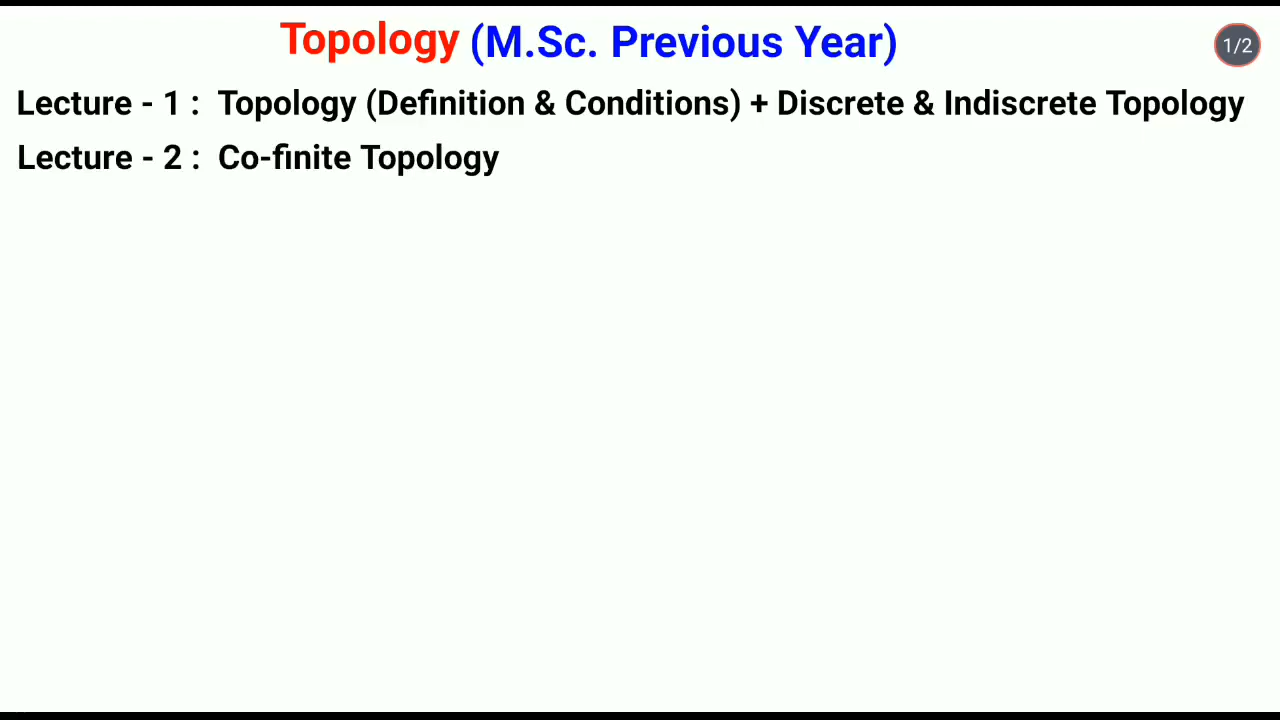 Topology (M.Sc. Previous Year)
1/2
Lecture - 1 : Topology (Definition & Conditions) + Discrete & Indiscrete Topology
Lecture - 2 : Co-finite Topology